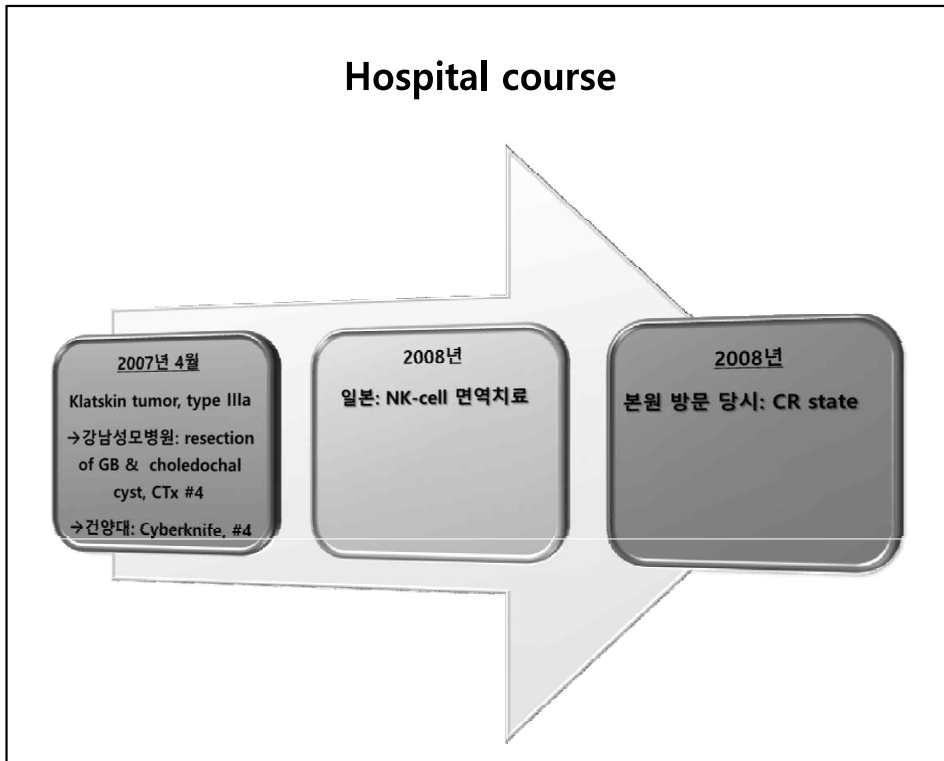 Hospital course
2007년 4월
Klatskin tumor, type IIIa
→강남성모병원: resection
of GB & choledochal
cyst, CTx #4
→건양대: Cyberknife, #4
2008년
일본: NK-cell 면역치료
2008년
본원 방문 당시: CR state